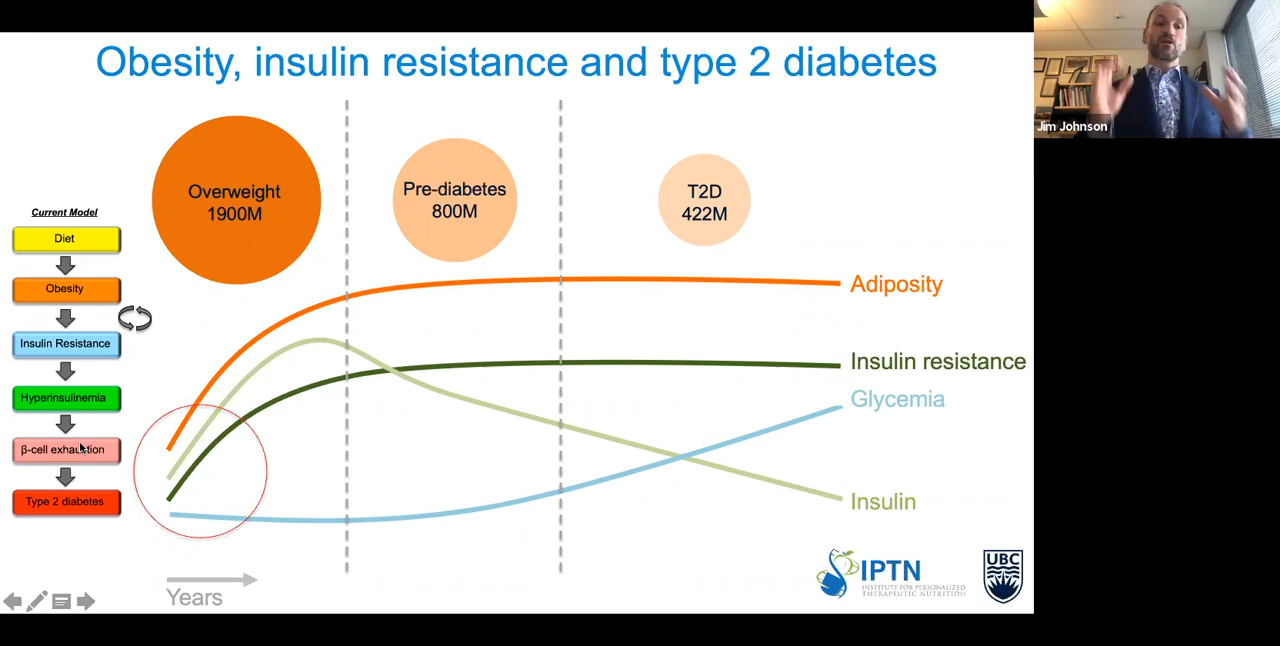 Obesity, insulin resistance and type 2 diabetes
Jim Johnson
Overweight
1900M
Pre-diabetes
800M
T2D
422M
Current Model
Diet
Obesity
Insulin Resistance
Hyperinsulinemia
β-cell exhaustion
Type 2 diabetes
Adiposity
Insulin resistance
Glycemia
Insulin
Years
IPTN
INSTITUTE FOR PERSONALIZED
THERAPEUTIC NUTRITION
UBC